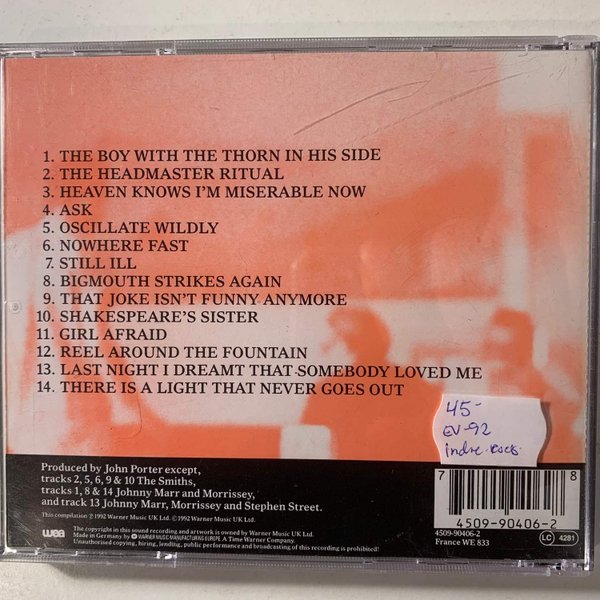 1. THE BOY WITH THE THORN IN HIS SIDE
2. THE HEADMASTER RITUAL
3. HEAVEN KNOWS I'M MISERABLE NOW
4. ASK
5. OSCILLATE WILDLY
6. NOWHERE FAST
7. STILL ILL
8. BIGMOUTH STRIKES AGAIN
9. THAT JOKE ISN'T FUNNY ANYMORE
10. SHAKESPEARE'S SISTER
11. GIRL AFRAID
12. REEL AROUND THE FOUNTAIN
13. LAST NIGHT I DREAMT THAT SOMEBODY LOVED ME
14. THERE IS A LIGHT THAT NEVER GOES OUT
45-
EV-92
indie
Produced by John Porter except,
tracks 2, 5, 6, 9 & 10 The Smiths,
tracks 1, 8 & 14 Johnny Marr and Morrissey,
and track 13 Johnny Marr, Morrissey and Stephen Street.
This compilation ℗ 1992 Warner Music UK Ltd. © 1992 Warner Music UK Ltd.
wea
The copyright in this sound recording and artwork is owned by Warner Music UK Ltd.
Made in Germany by WARNER MUSIC MANUFACTURING EUROPE. A Time Warner Company.
Unauthorised copying, hiring, lending, public performance and broadcasting of this recording is prohibited!
7 8
4509-90406-2
4509-90406-2
France WE 833
LC 4281